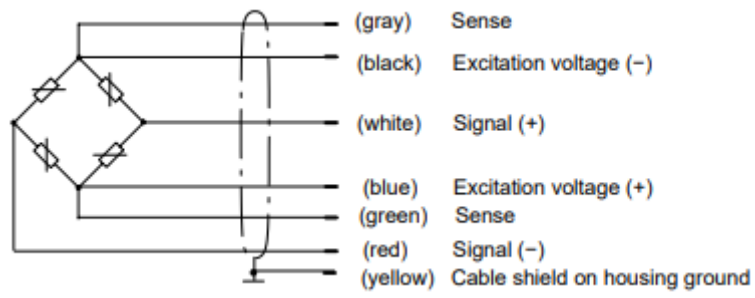 (gray) Sense
(black) Excitation voltage (−)
(white) Signal (+)
(blue) Excitation voltage (+)
(green) Sense
(red) Signal (−)
(yellow) Cable shield on housing ground